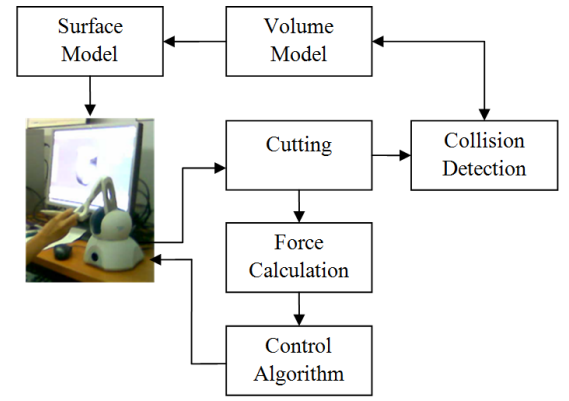 Surface
Model
Volume
Model
Cutting
Collision
Detection
Force
Calculation
Control
Algorithm